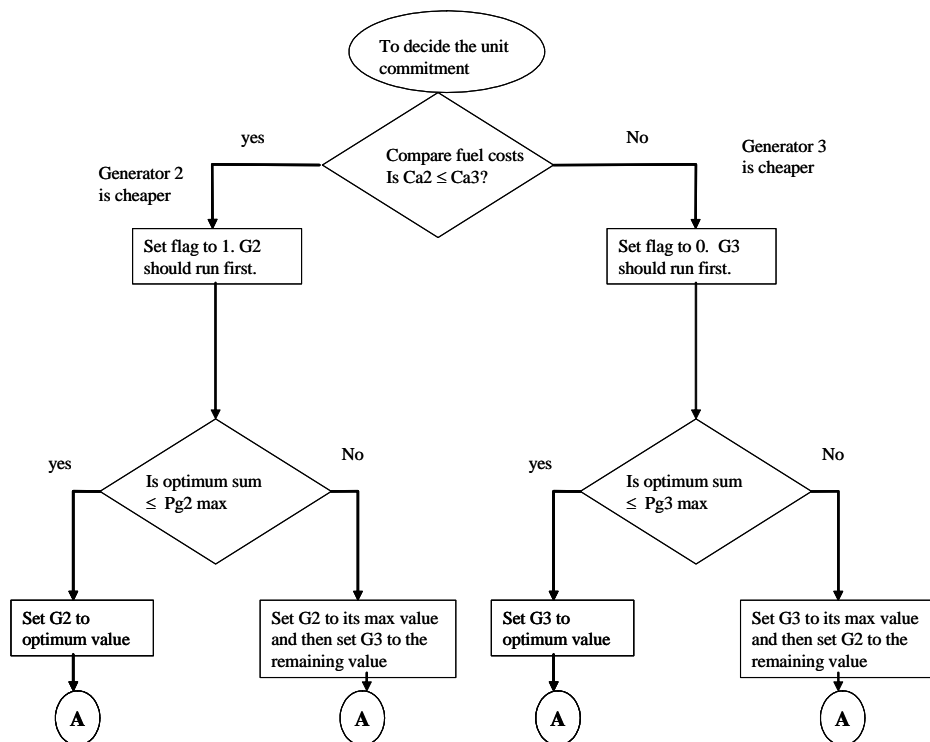 To decide the unit
commitment
yes
No
Compare fuel costs
Is Ca2 ≤ Ca3?
Generator 2
is cheaper
Generator 3
is cheaper
Set flag to 1. G2
should run first.
Set flag to 0.  G3
should run first.
yes
No
Is optimum sum
≤  Pg2 max
yes
No
Is optimum sum
≤  Pg3 max
Set G2 to
optimum value
Set G2 to its max value
and then set G3 to the
remaining value
Set G3 to
optimum value
Set G3 to its max value
and then set G2 to the
remaining value
A
A
A
A